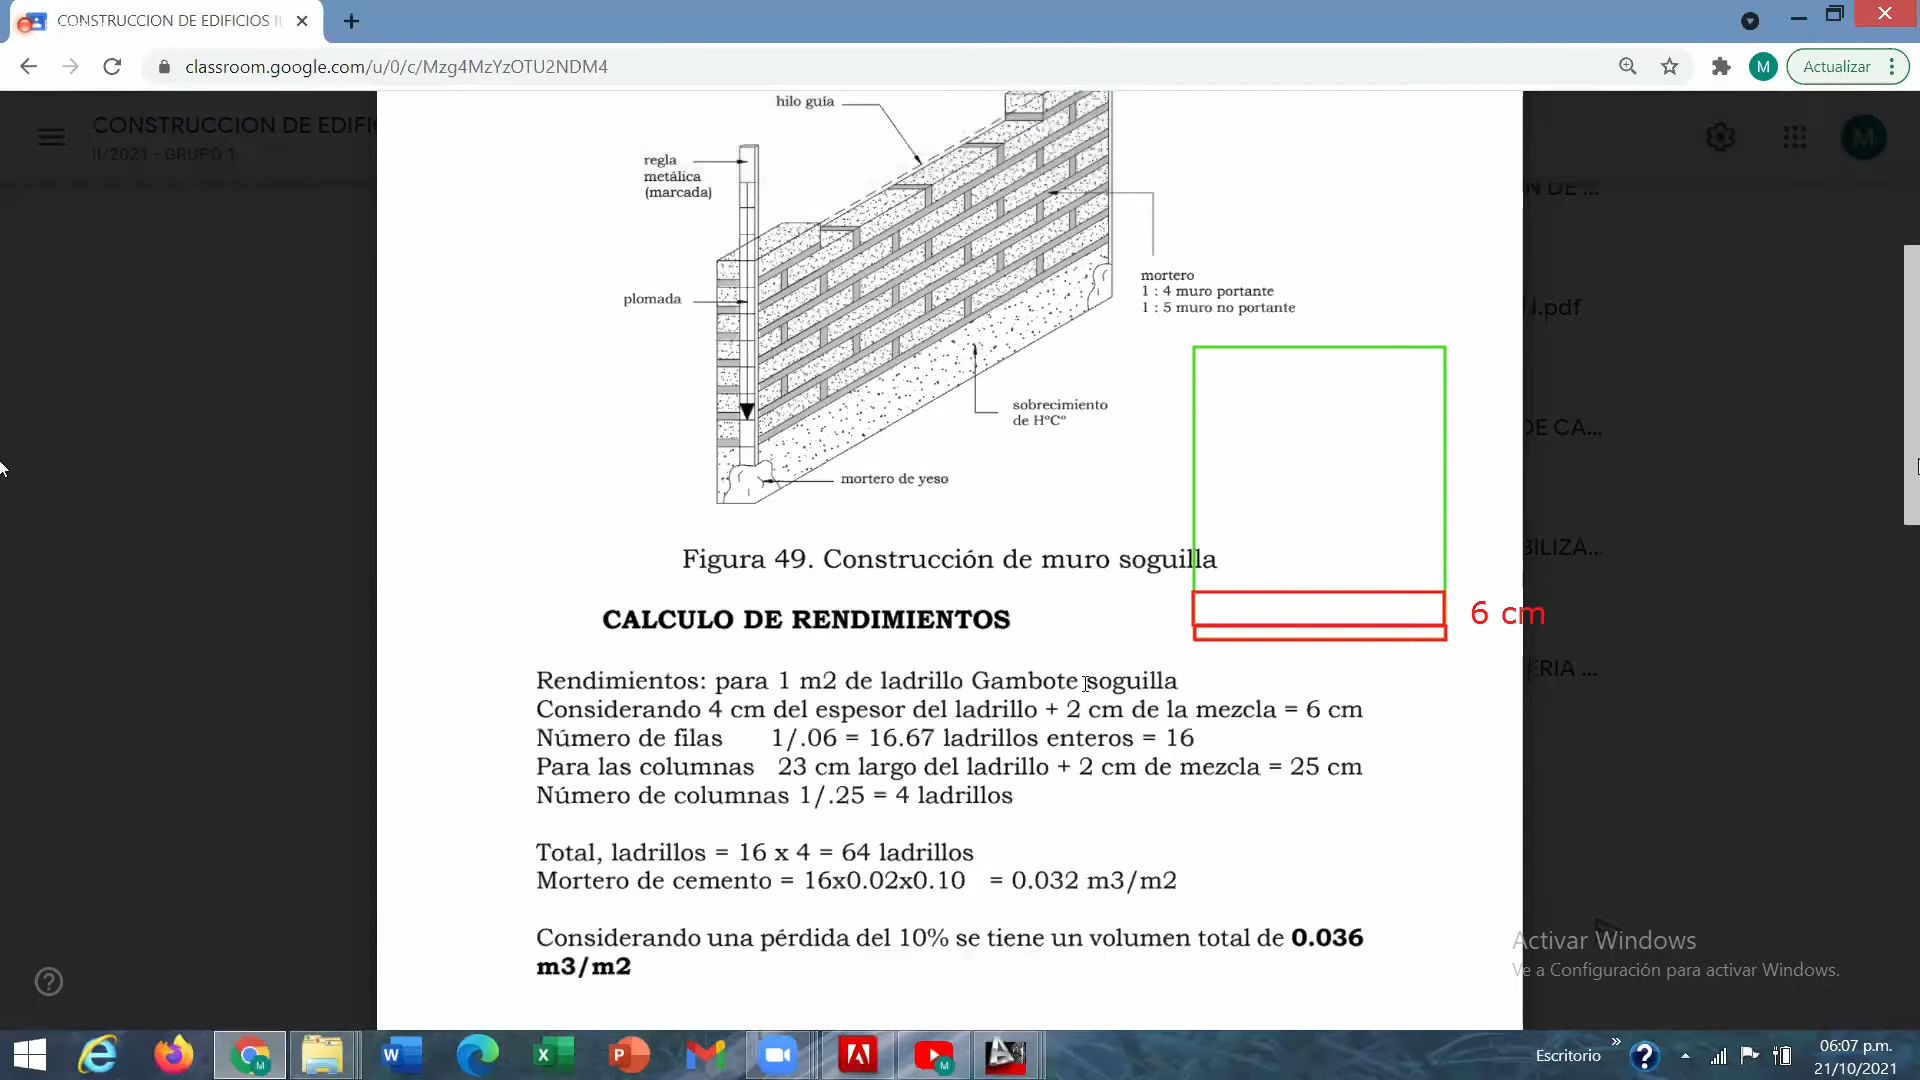 CONSTRUCCION DE EDIFICIOS II
classroom.google.com/u/0/c/Mzg4MzYzOTU2NDM4
M
Actualizar
CONSTRUCCION DE EDIFI
II/2021 - GRUPO 1
M
N DE ...
hilo guía
regla
metálica
(marcada)
plomada
mortero
1 : 4 muro portante
1 : 5 muro no portante
I.pdf
sobrecimiento
de HºCº
DE CA...
mortero de yeso
BILIZA...
Figura 49. Construcción de muro soguilla
CALCULO DE RENDIMIENTOS
6 cm
ERIA ...
Rendimientos: para 1 m2 de ladrillo Gambote soguilla
Considerando 4 cm del espesor del ladrillo + 2 cm de la mezcla = 6 cm
Número de filas 1/.06 = 16.67 ladrillos enteros = 16
Para las columnas 23 cm largo del ladrillo + 2 cm de mezcla = 25 cm
Número de columnas 1/.25 = 4 ladrillos
Total, ladrillos = 16 x 4 = 64 ladrillos
Mortero de cemento = 16x0.02x0.10 = 0.032 m3/m2
Considerando una pérdida del 10% se tiene un volumen total de 0.036
m3/m2
Activar Windows
Ve a Configuración para activar Windows.
Escritorio
06:07 p.m.
21/10/2021